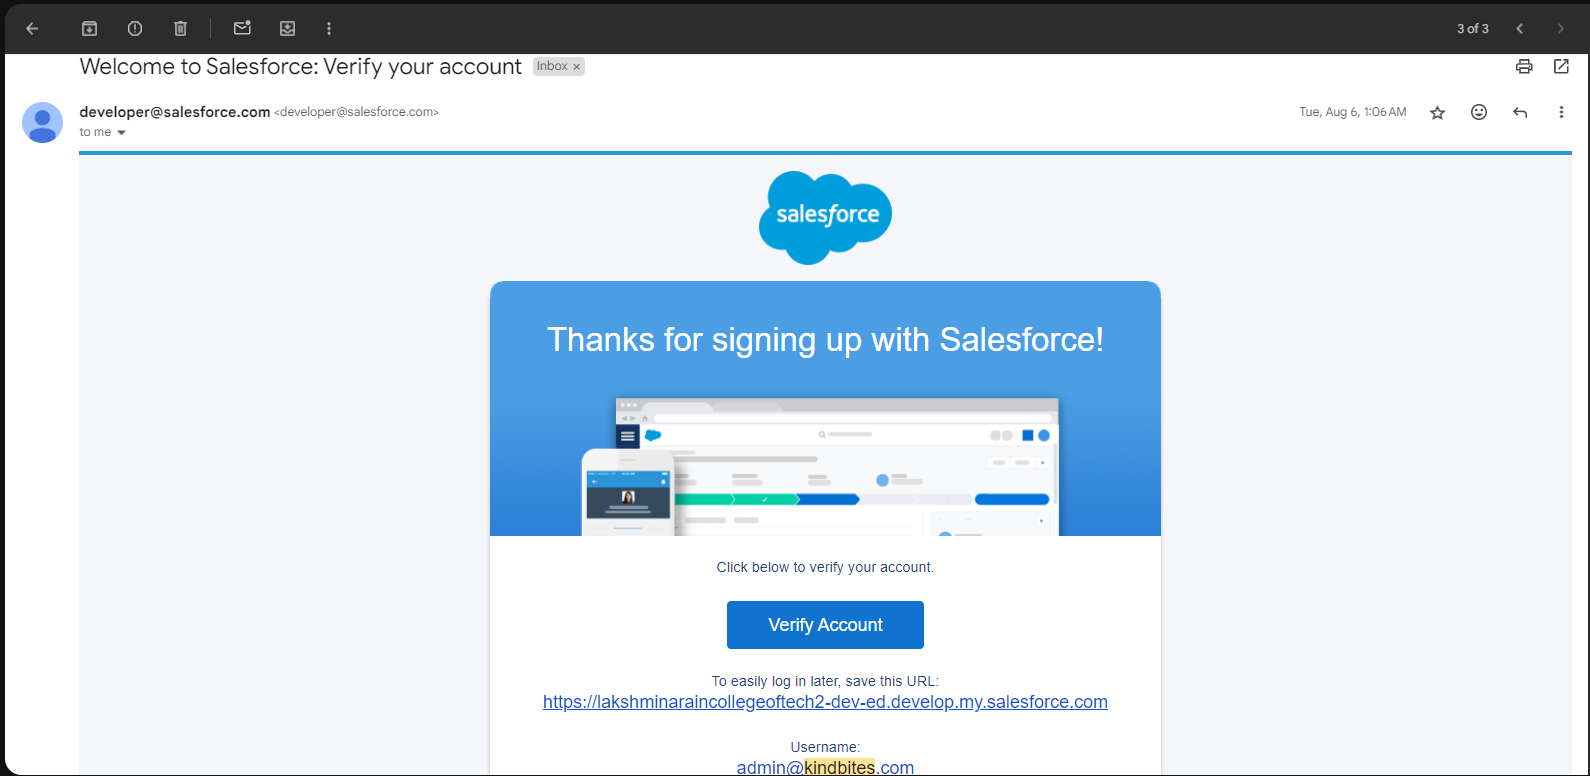 3 of 3
Welcome to Salesforce: Verify your account Inbox ×
developer@salesforce.com <developer@salesforce.com> Tue, Aug 6, 1:06 AM
to me
salesforce
Thanks for signing up with Salesforce!
Click below to verify your account.
Verify Account
To easily log in later, save this URL:
https://lakshminaraincollegeoftech2-dev-ed.develop.my.salesforce.com
Username:
admin@kindbites.com